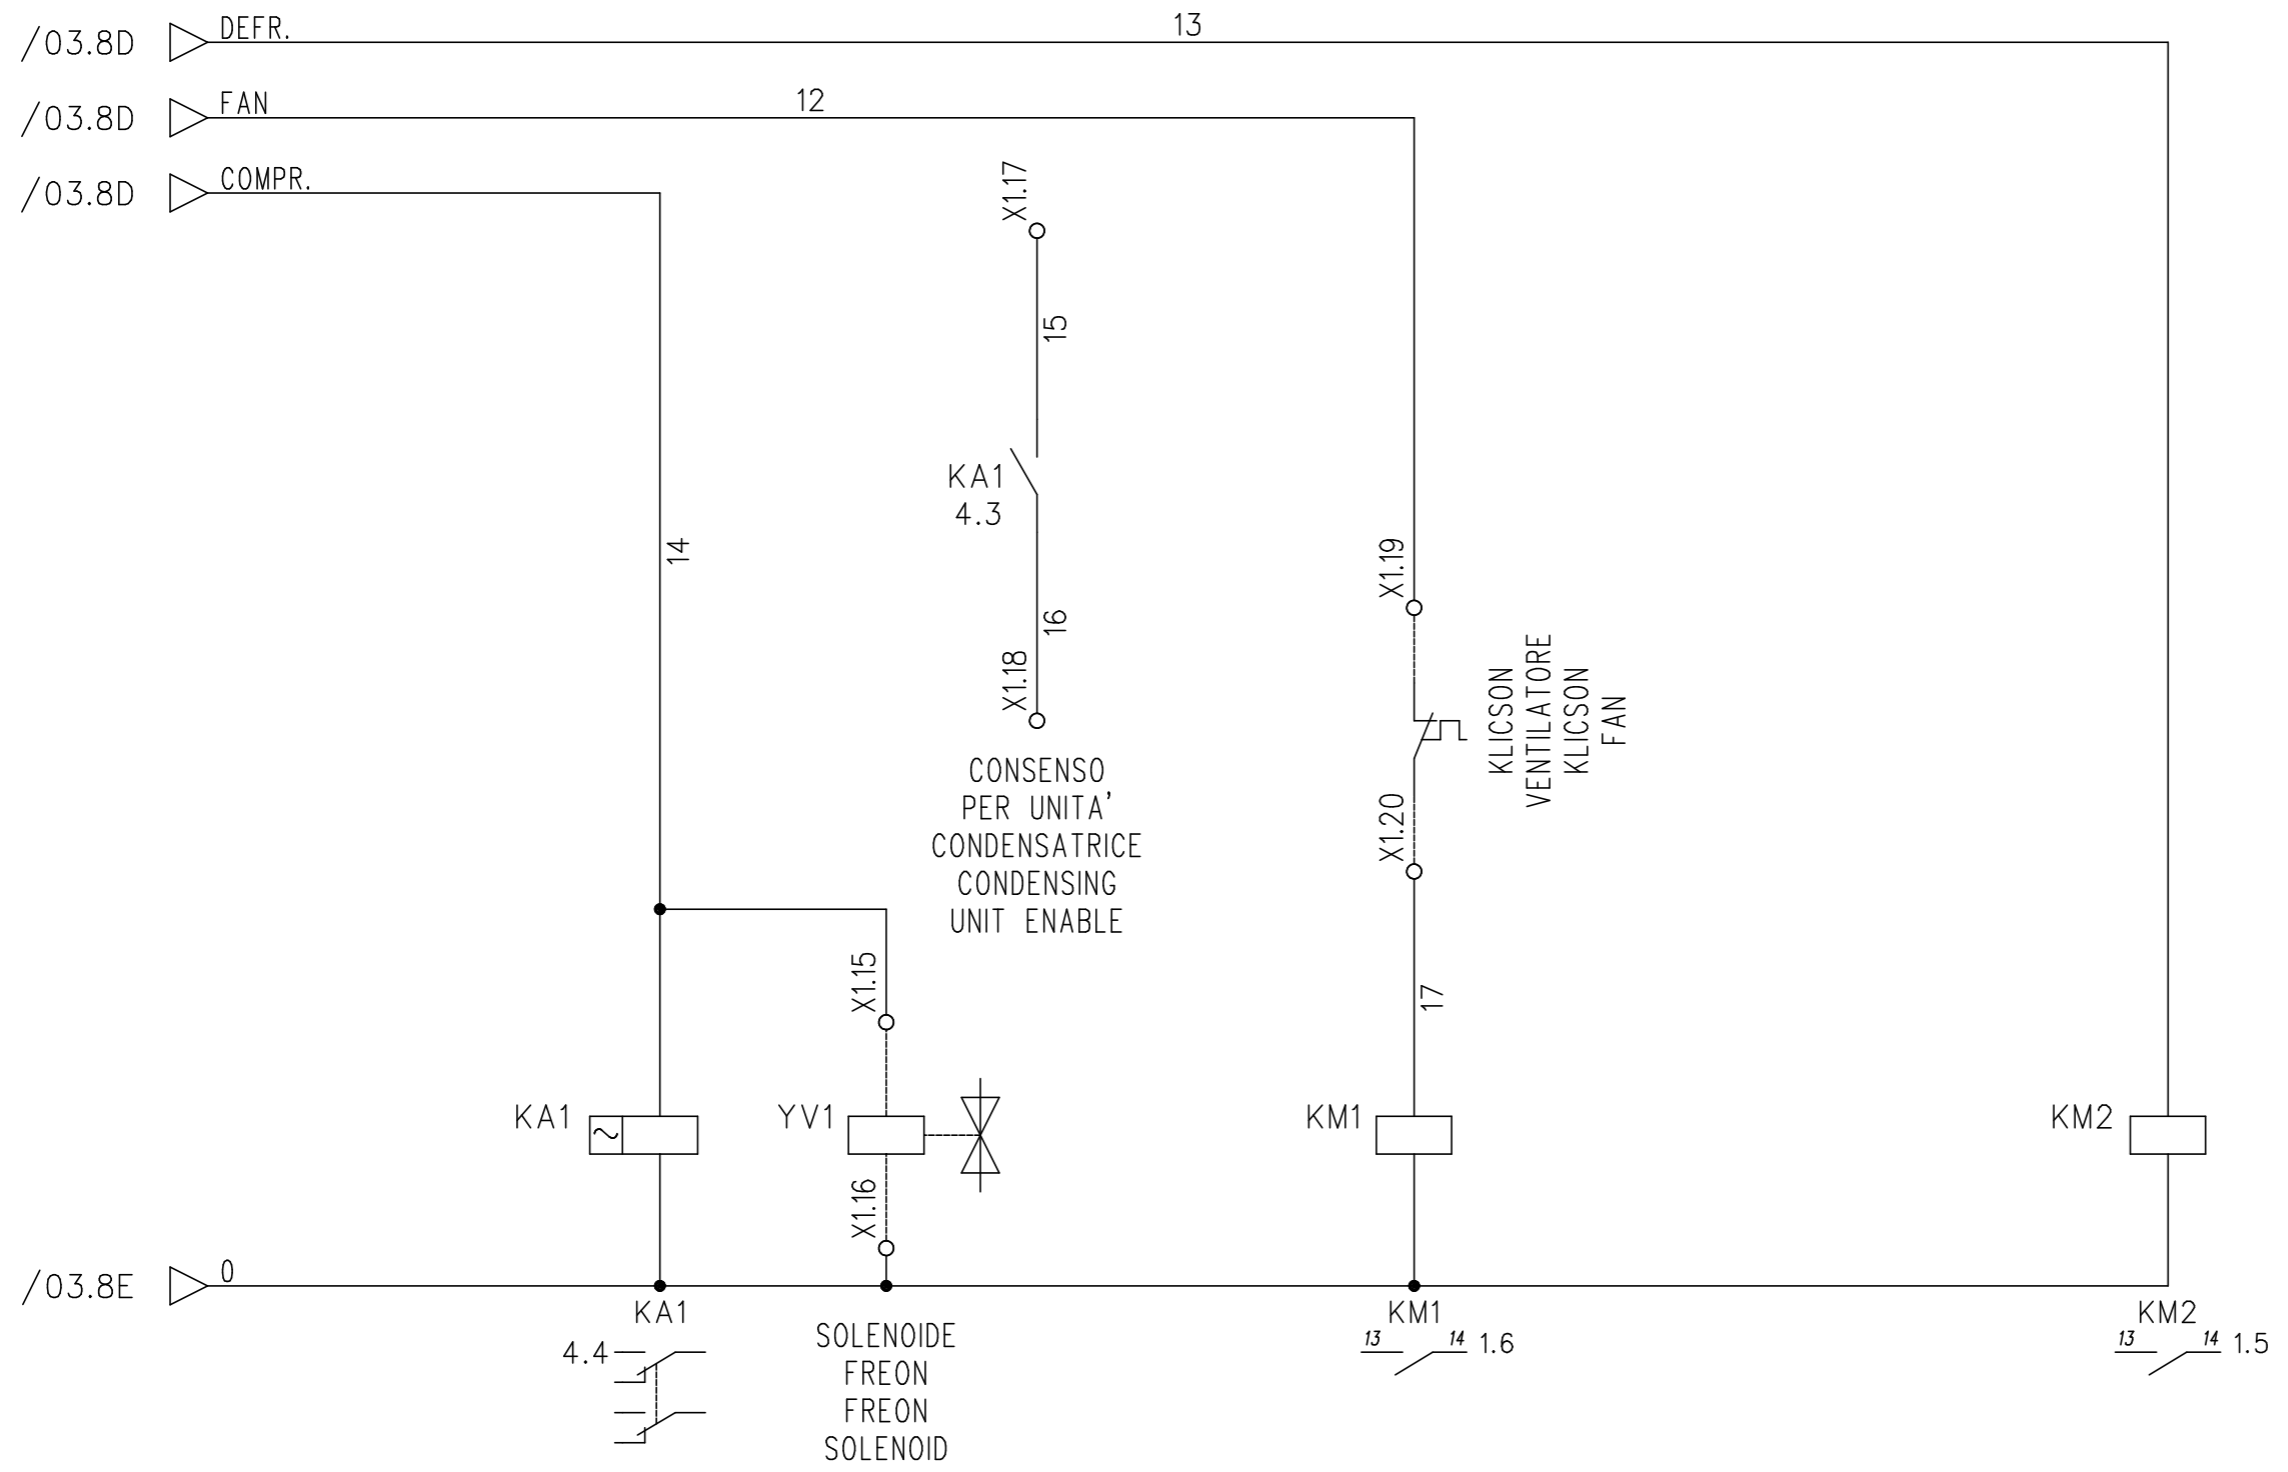 /03.8D DEFR. 13
/03.8D FAN 12
/03.8D COMPR.
X1.17
15
KA1
4.3
14
16
X1.18
X1.19
KLICSON
VENTILATORE
KLICSON
FAN
CONSENSO
PER UNITA'
CONDENSATRICE
CONDENSING
UNIT ENABLE
X1.20
X1.15
17
KA1
YV1
KM1
KM2
X1.16
/03.8E 0
KA1
4.4
SOLENOIDE
FREON
FREON
SOLENOID
KM1
13 14 1.6
KM2
13 14 1.5